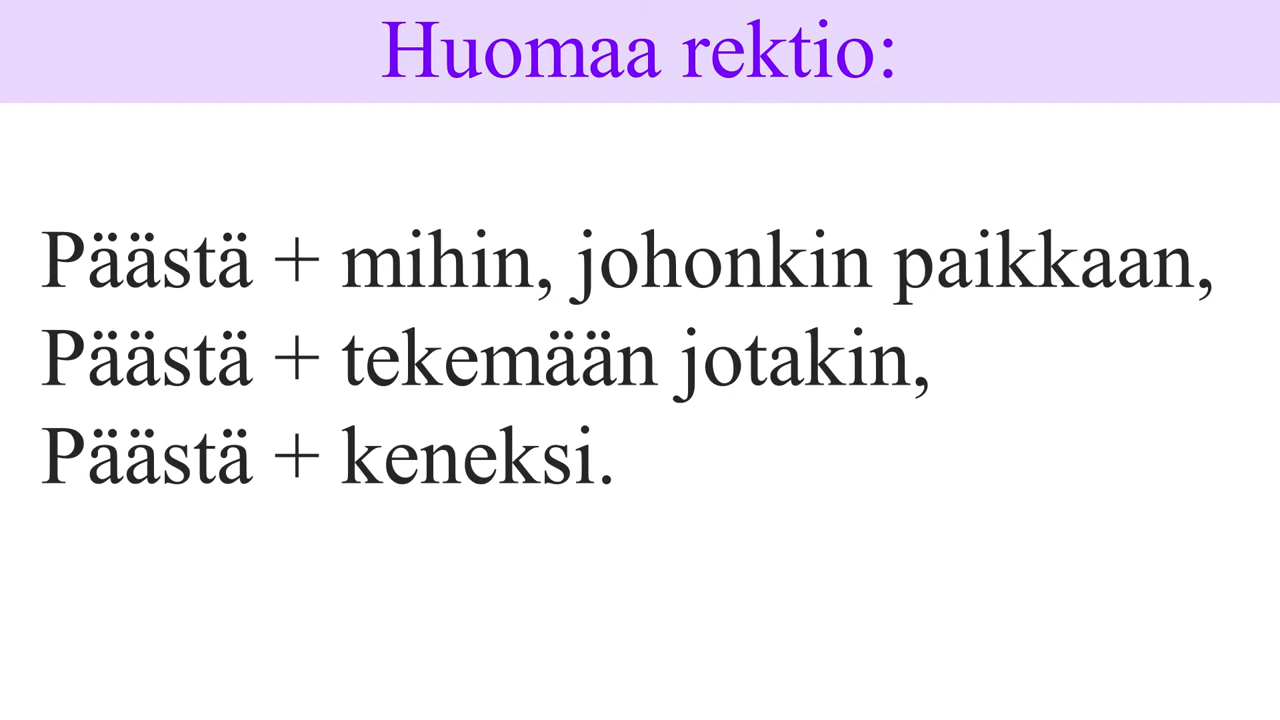 Huomaa rektio:
Päästä + mihin, johonkin paikkaan,
Päästä + tekemään jotakin,
Päästä + keneksi.